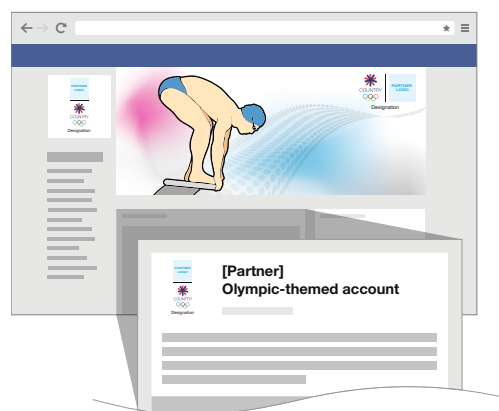 PARTNER
LOGO
COUNTRY
Designation
COUNTRY
PARTNER
LOGO
Designation
PARTNER
LOGO
COUNTRY
Designation
[Partner]
Olympic-themed account